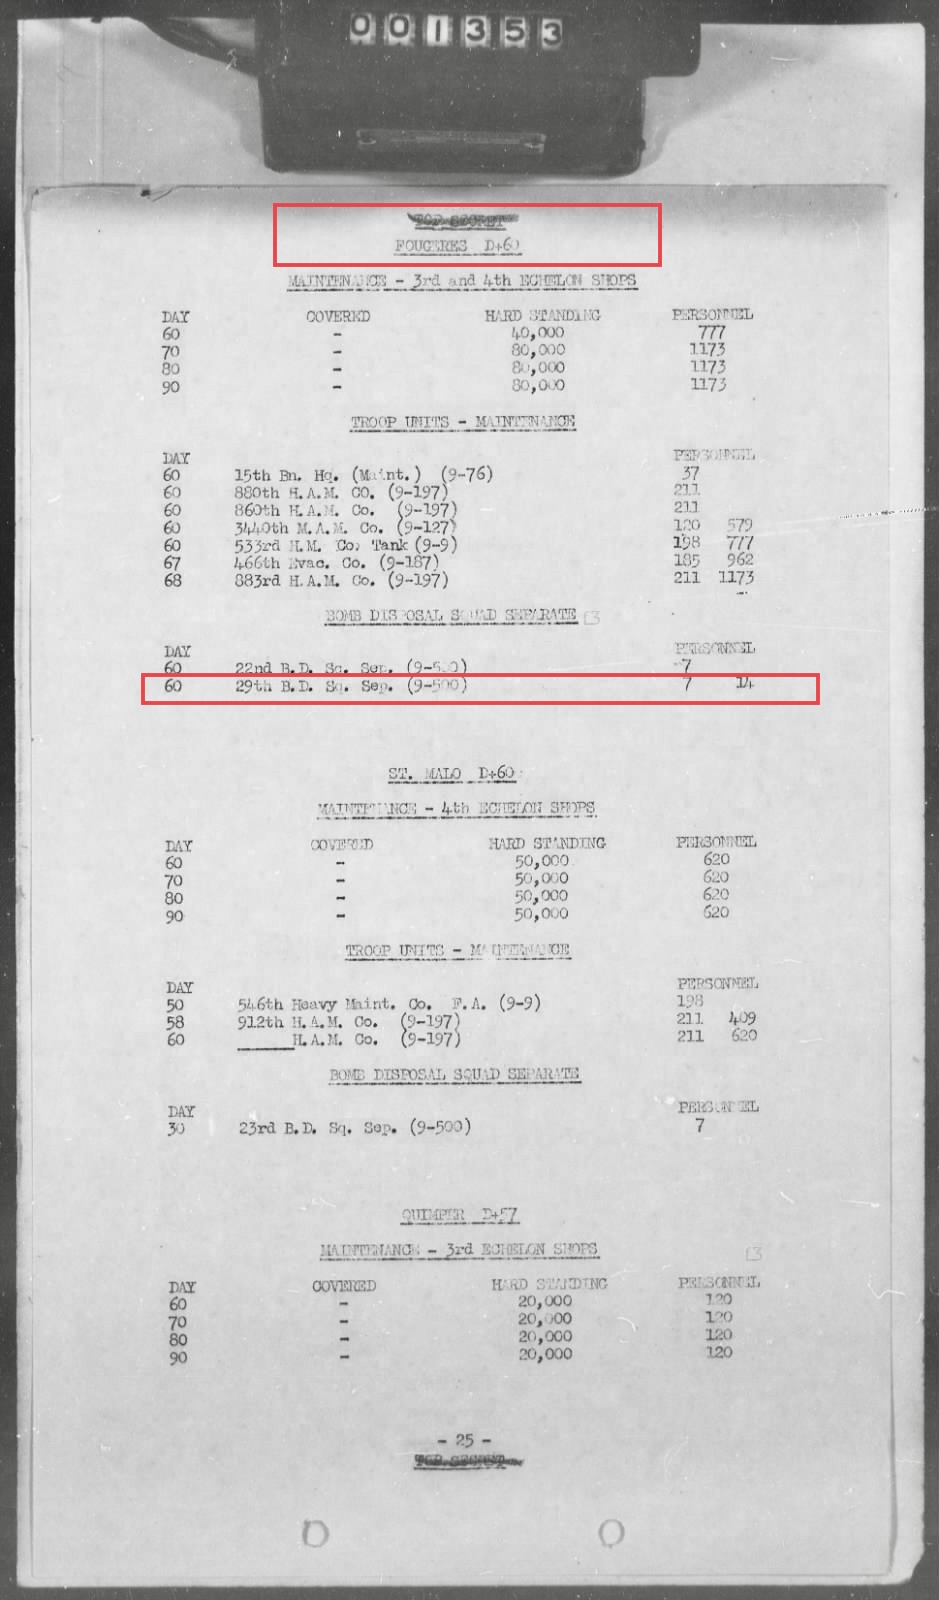 001353
TOP SECRET
FOUGERES D+60
MAINTENANCE - 3rd and 4th ECHELON SHOPS
DAY COVERED HARD STANDING PERSONNEL
60 - 40,000 777
70 - 80,000 1173
80 - 80,000 1173
90 - 80,000 1173
TROOP UNITS - MAINTENANCE
DAY PERSONNEL
60 15th Bn. Hq. (Maint.) (9-76) 37
60 880th H.A.M. CO. (9-197) 211
60 860th H.A.M. Co. (9-197) 211
60 3440th M.A.M. Co. (9-127) 120 579
60 533rd H.M. Co. Tank (9-9) 198 777
67 466th Evac. Co. (9-187) 185 962
68 883rd H.A.M. Co. (9-197) 211 1173
BOMB DISPOSAL SQUAD SEPARATE
DAY PERSONNEL
60 22nd B.D. Sq. Sep. (9-500) 7
60 29th B.D. Sq. Sep. (9-500) 7 14
ST. MALO D+60
MAINTENANCE - 4th ECHELON SHOPS
DAY COVERED HARD STANDING PERSONNEL
60 - 50,000 620
70 - 50,000 620
80 - 50,000 620
90 - 50,000 620
TROOP UNITS - MAINTENANCE
DAY PERSONNEL
50 546th Heavy Maint. Co. F.A. (9-9) 198
58 912th H.A.M. Co. (9-197) 211 409
60 ______H.A.M. Co. (9-197) 211 620
BOMB DISPOSAL SQUAD SEPARATE
DAY PERSONNEL
30 23rd B.D. Sq. Sep. (9-500) 7
QUIMPER D+57
MAINTENANCE - 3rd ECHELON SHOPS
DAY COVERED HARD STANDING PERSONNEL
60 - 20,000 120
70 - 20,000 120
80 - 20,000 120
90 - 20,000 120
- 25 -
TOP SECRET